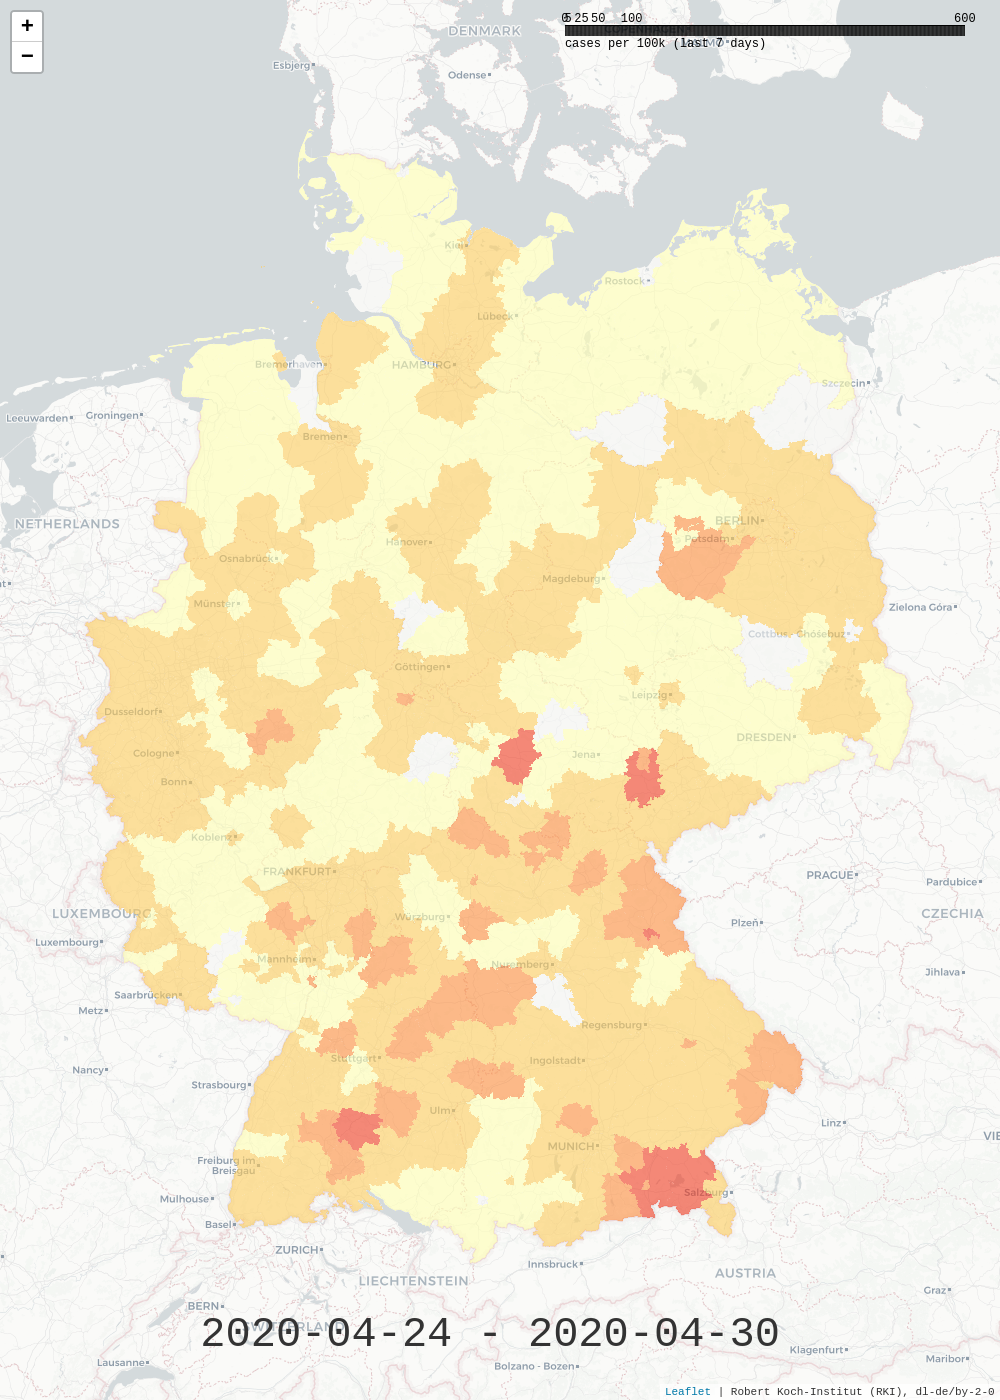 +
−
0 5 25 50 100 600
cases per 100k (last 7 days)
DENMARK
Esbjerg
Odense
Kiel
Rostock
Lübeck
Bremerhaven
HAMBURG
Szczecin
Leeuwarden
Groningen
Bremen
NETHERLANDS
BERLIN
Hanover
Potsdam
Osnabrück
Magdeburg
Münster
Zielona Góra
Cottbus - Chóśebuz
Göttingen
Leipzig
Dusseldorf
DRESDEN
Cologne
Jena
Bonn
Koblenz
FRANKFURT
PRAGUE
Pardubice
LUXEMBOURG
Würzburg
CZECHIA
Plzeň
Luxembourg
Mannheim
Nuremberg
Jihlava
Saarbrücken
Metz
Regensburg
Stuttgart
Ingolstadt
Nancy
Strasbourg
Ulm
Linz
MUNICH
VIE
Freiburg im
Breisgau
Mulhouse
Salzburg
Basel
ZURICH
Innsbruck
AUSTRIA
LIECHTENSTEIN
Graz
BERN
SWITZERLAND
2020-04-24 - 2020-04-30
Klagenfurt
Lausanne
Bolzano - Bozen
Maribor
Leaflet | Robert Koch-Institut (RKI), dl-de/by-2-0